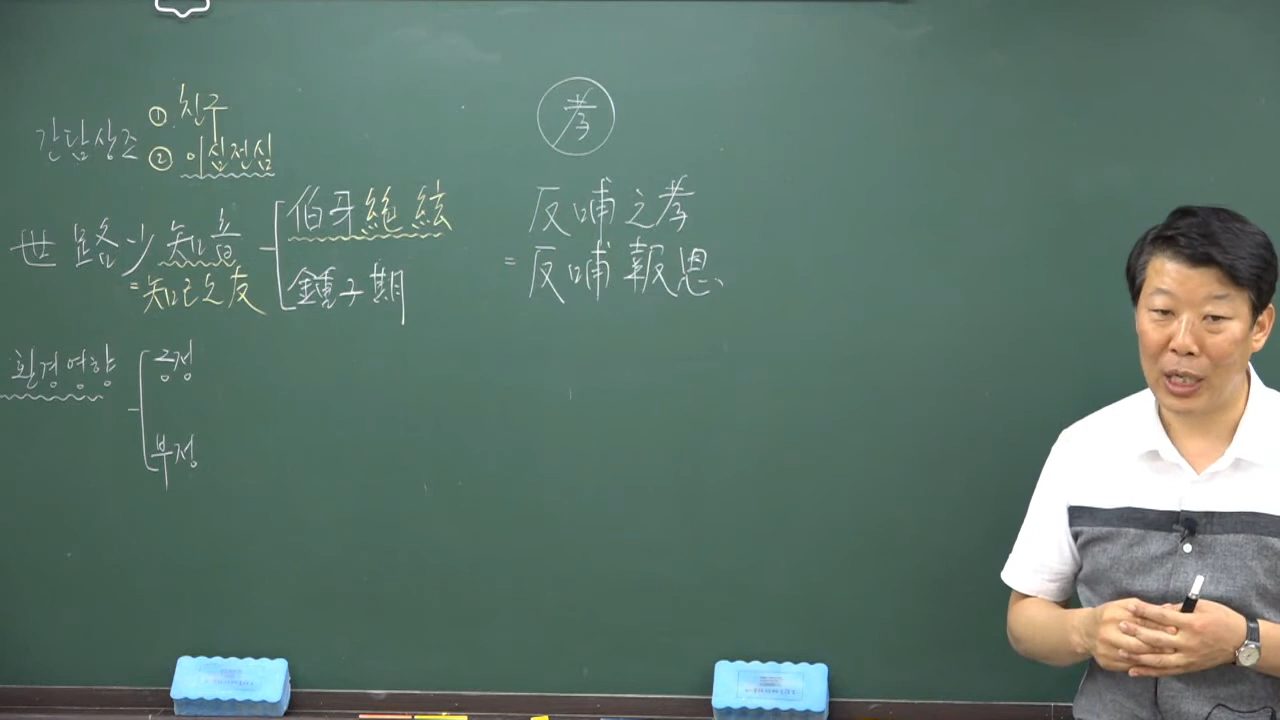 간담상조 ① 친구
② 이심전심
世路少知音 伯牙絶絃
=知己之友 鍾子期
환경영향 긍정
부정
孝
反哺之孝
= 反哺報恩